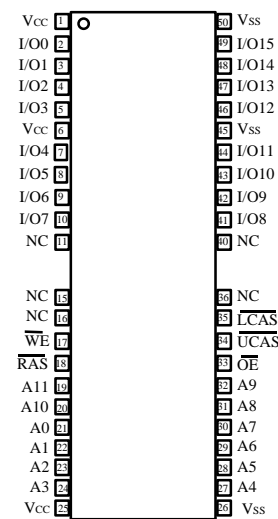 Vcc 1 50 Vss
I/O0 2 49 I/O15
I/O1 3 48 I/O14
I/O2 4 47 I/O13
I/O3 5 46 I/O12
Vcc 6 45 Vss
I/O4 7 44 I/O11
I/O5 8 43 I/O10
I/O6 9 42 I/O9
I/O7 10 41 I/O8
NC 11 40 NC
NC 15 36 NC
NC 16 35 LCAS
WE 17 34 UCAS
RAS 18 33 OE
A11 19 32 A9
A10 20 31 A8
A0 21 30 A7
A1 22 29 A6
A2 23 28 A5
A3 24 27 A4
Vcc 25 26 Vss